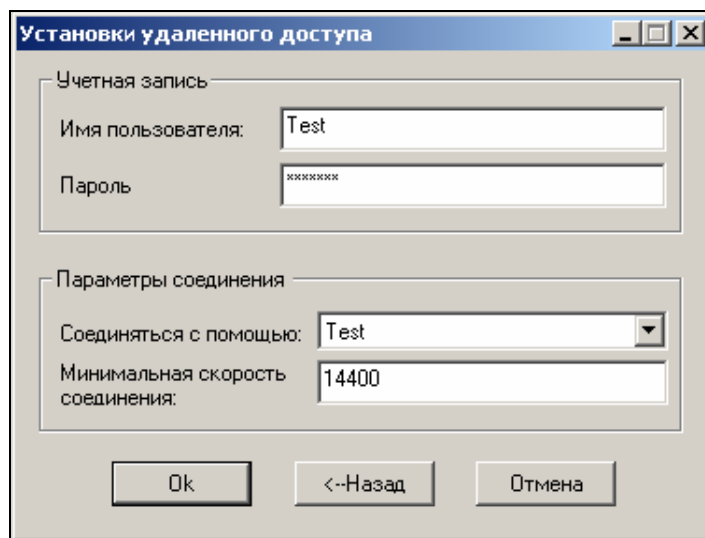 Установки удаленного доступа
Учетная запись
Имя пользователя: Test
Пароль *******
Параметры соединения
Соединяться с помощью: Test
Минимальная скорость
соединения: 14400
Ok <--Назад Отмена